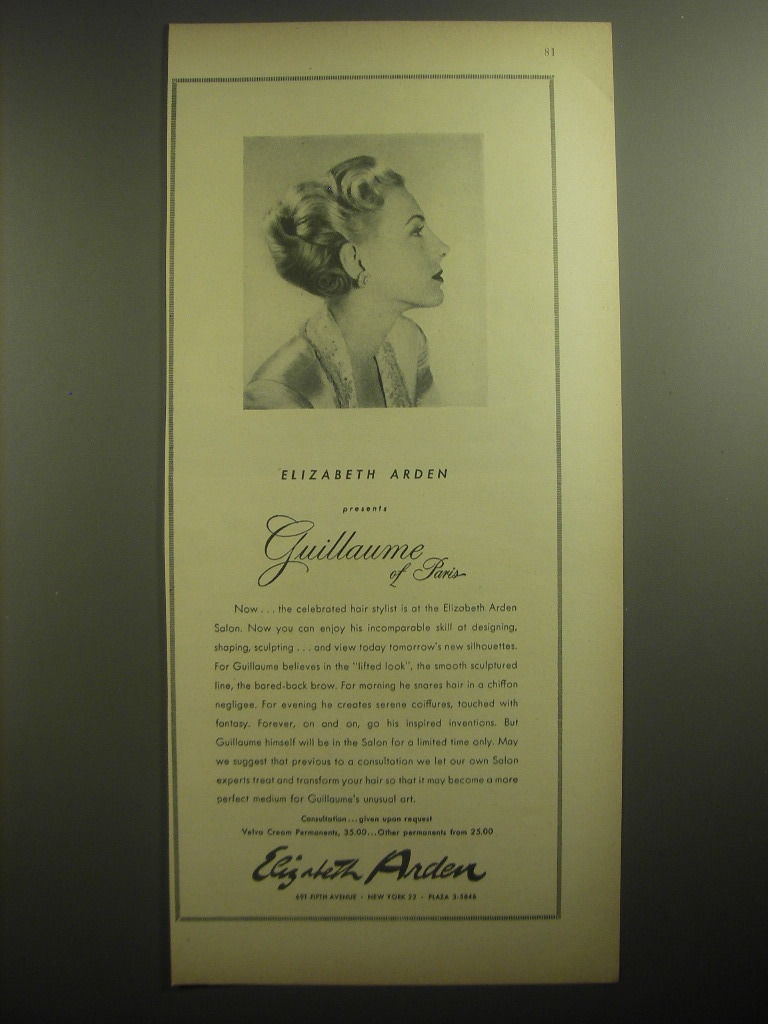 81
ELIZABETH ARDEN
presents
Guillaume
of Paris
Now . . . the celebrated hair stylist is at the Elizabeth Arden
Salon. Now you can enjoy his incomparable skill at designing,
shaping, sculpting . . . and view today tomorrow's new silhouettes.
For Guillaume believes in the "lifted look", the smooth sculptured
line, the bared-back brow. For morning he snares hair in a chiffon
negligee. For evening he creates serene coiffures, touched with
fantasy. Forever, on and on, go his inspired inventions. But
Guillaume himself will be in the Salon for a limited time only. May
we suggest that previous to a consultation we let our own Salon
experts treat and transform your hair so that it may become a more
perfect medium for Guillaume's unusual art.
Consultation...given upon request
Velva Cream Permanents, 35.00...Other permanents from 25.00
Elizabeth Arden
691 FIFTH AVENUE · NEW YORK 22 · PLAZA 3-5846